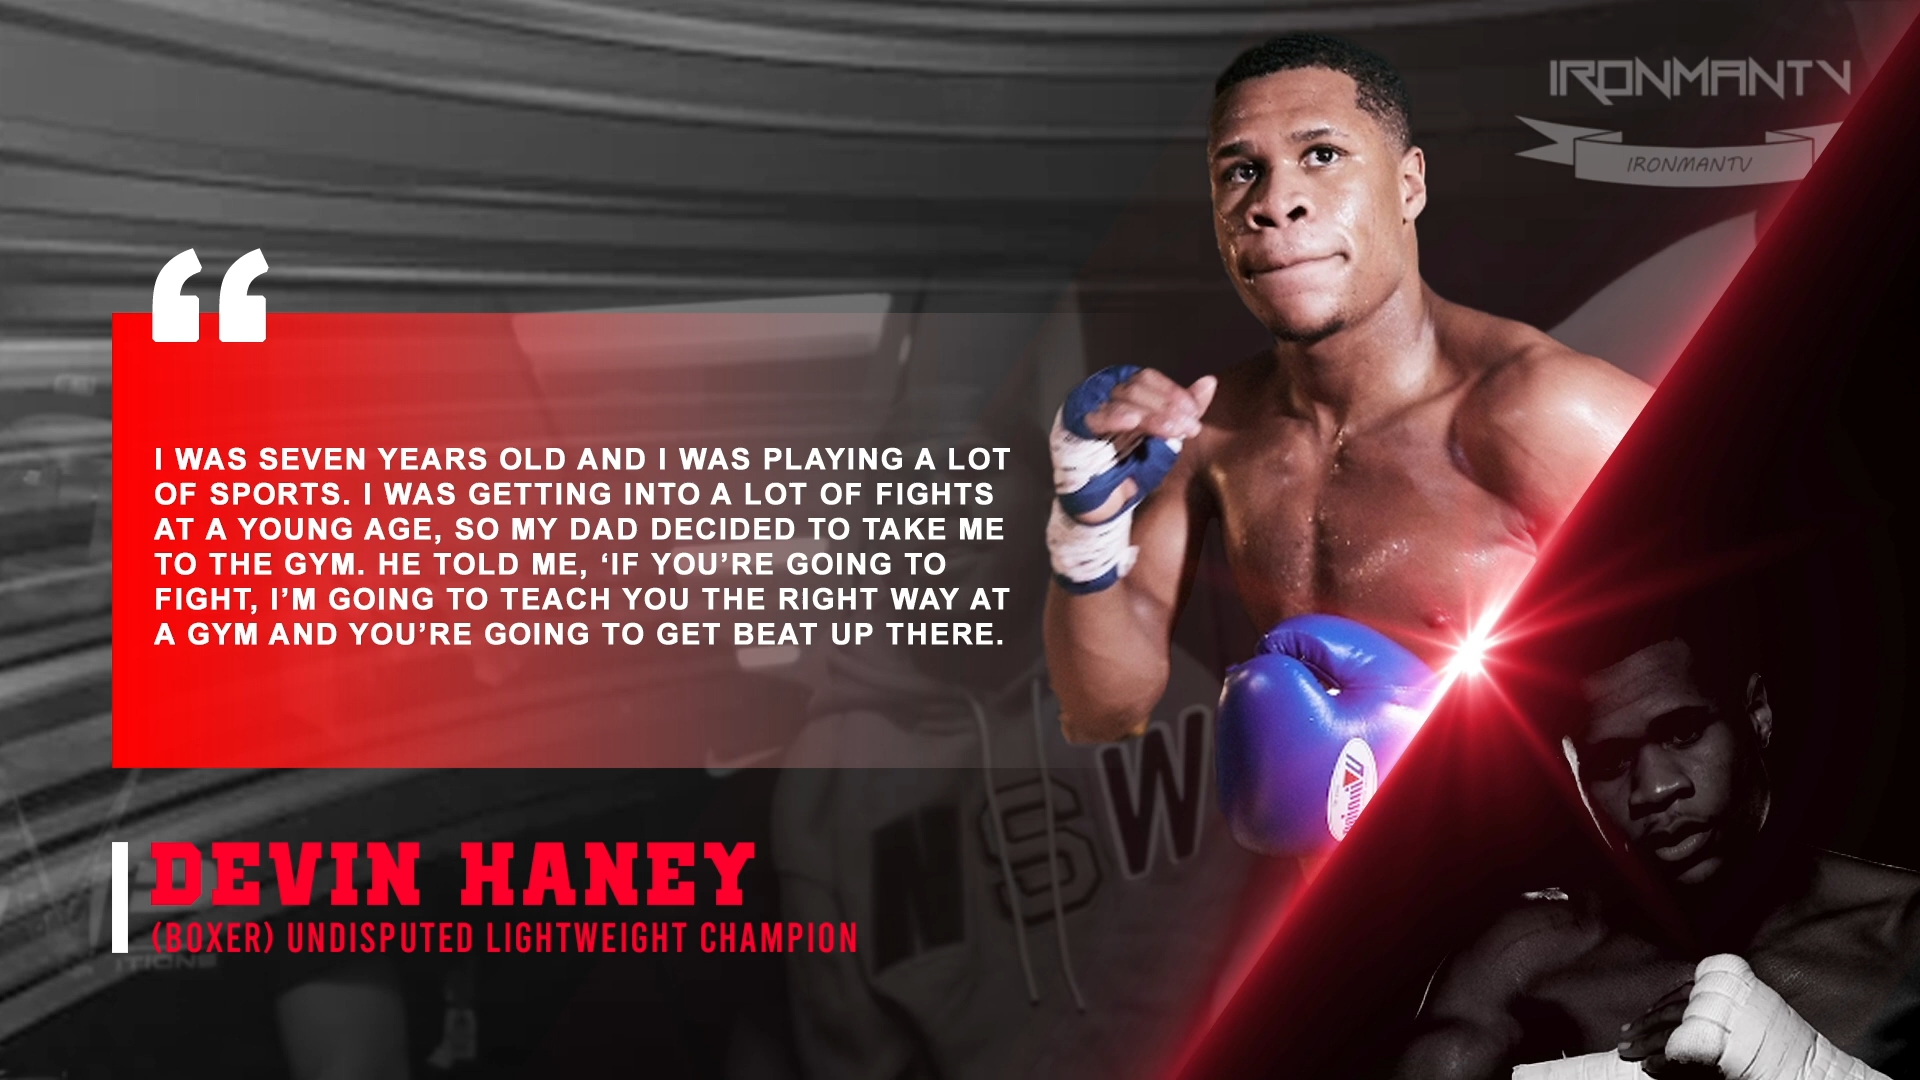 IRONMANTV
IRONMANTV
I WAS SEVEN YEARS OLD AND I WAS PLAYING A LOT
OF SPORTS. I WAS GETTING INTO A LOT OF FIGHTS
AT A YOUNG AGE, SO MY DAD DECIDED TO TAKE ME
TO THE GYM. HE TOLD ME, ‘IF YOU’RE GOING TO
FIGHT, I’M GOING TO TEACH YOU THE RIGHT WAY AT
A GYM AND YOU’RE GOING TO GET BEAT UP THERE.
NSW
Winning
DEVIN HANEY
(BOXER) UNDISPUTED LIGHTWEIGHT CHAMPION